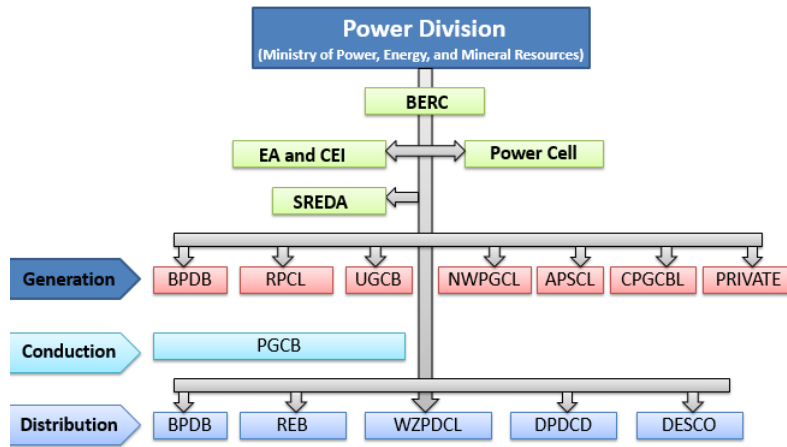 Power Division
(Ministry of Power, Energy, and Mineral Resources)
BERC
EA and CEI
Power Cell
SREDA
Generation
BPDB
RPCL
UGCB
NWPGCL
APSCL
CPGCBL
PRIVATE
Conduction
PGCB
Distribution
BPDB
REB
WZPDCL
DPDCD
DESCO